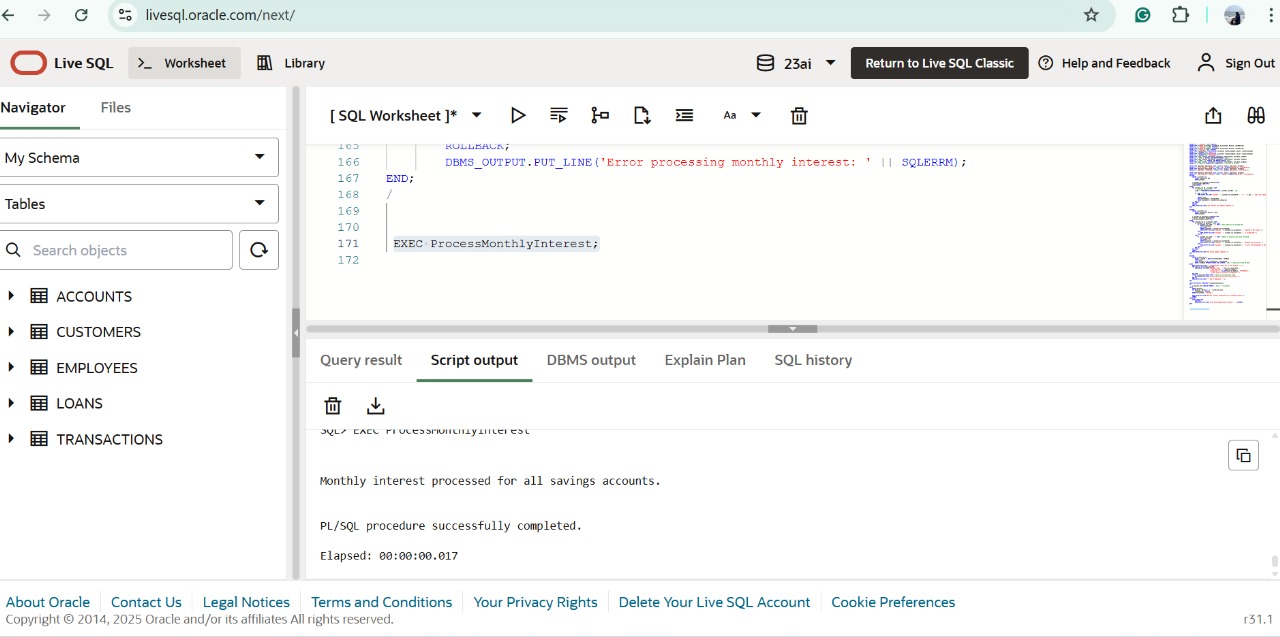 livesql.oracle.com/next/
Live SQL
>_ Worksheet
Library
23ai
Return to Live SQL Classic
Help and Feedback
Sign Out
Navigator
Files
My Schema
Tables
Search objects
ACCOUNTS
CUSTOMERS
EMPLOYEES
LOANS
TRANSACTIONS
[ SQL Worksheet ]*
Aa
165 ROLLBACK;
166 DBMS_OUTPUT.PUT_LINE('Error processing monthly interest: ' || SQLERRM);
167 END;
168 /
169
170
171 EXEC ProcessMonthlyInterest;
172
Query result
Script output
DBMS output
Explain Plan
SQL history
SQL> EXEC ProcessMonthlyInterest
Monthly interest processed for all savings accounts.
PL/SQL procedure successfully completed.
Elapsed: 00:00:00.017
About Oracle
Contact Us
Legal Notices
Terms and Conditions
Your Privacy Rights
Delete Your Live SQL Account
Cookie Preferences
Copyright © 2014, 2025 Oracle and/or its affiliates All rights reserved.
r31.1